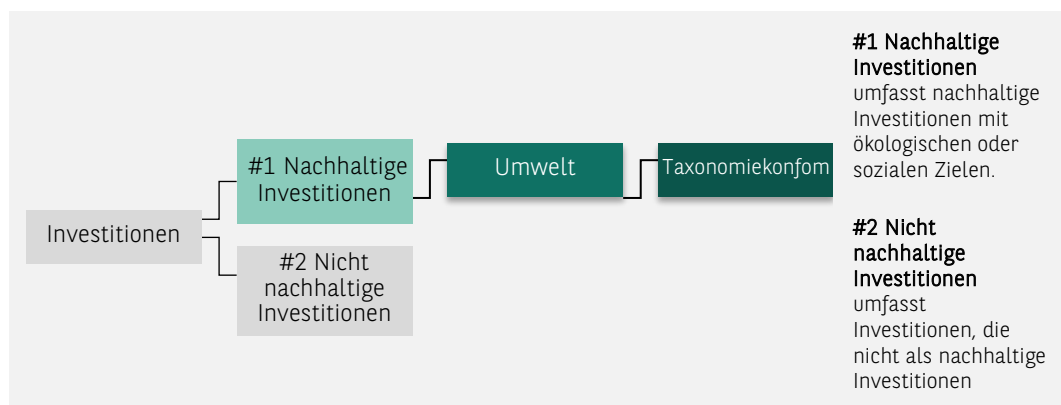 Investitionen
#1 Nachhaltige
Investitionen
#2 Nicht
nachhaltige
Investitionen
Umwelt
Taxonomiekonfom
#1 Nachhaltige
Investitionen
umfasst nachhaltige
Investitionen mit
ökologischen oder
sozialen Zielen.
#2 Nicht
nachhaltige
Investitionen
umfasst
Investitionen, die
nicht als nachhaltige
Investitionen